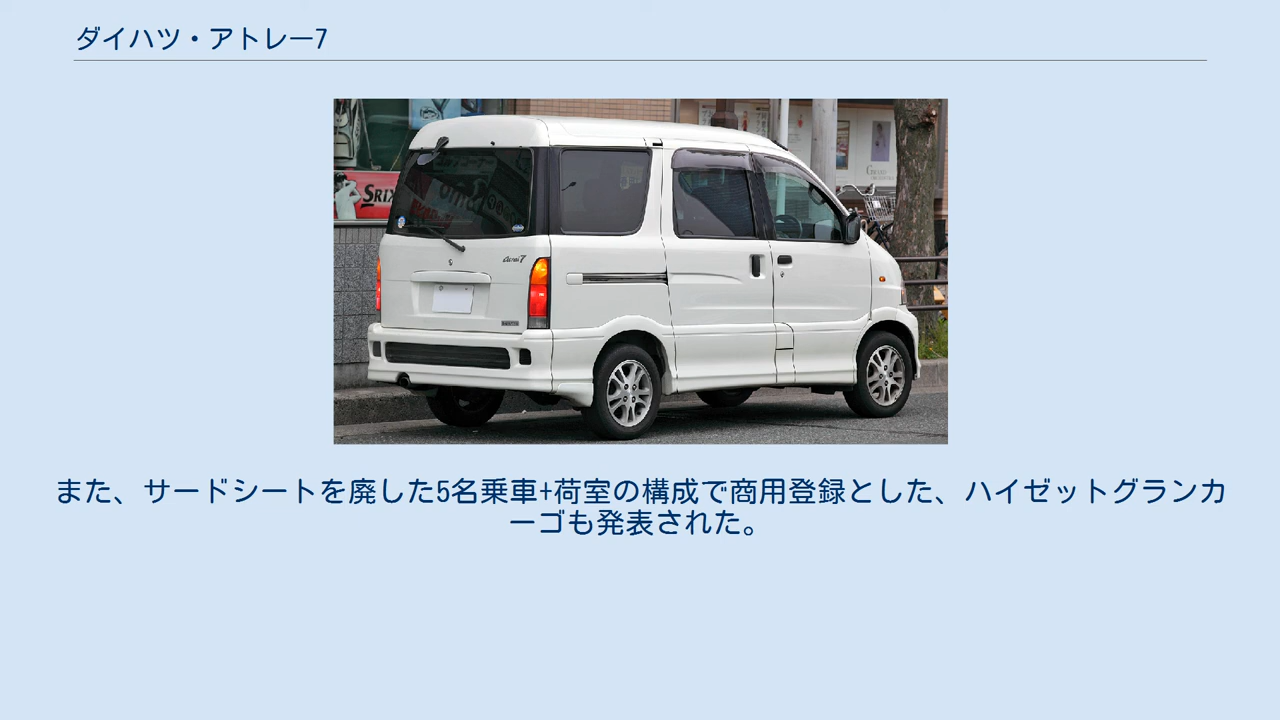 ダイハツ・アトレー7
SRIX
Atrai7
また、サードシートを廃した5名乗車+荷室の構成で商用登録とした、ハイゼットグランカ
ーゴも発表された。